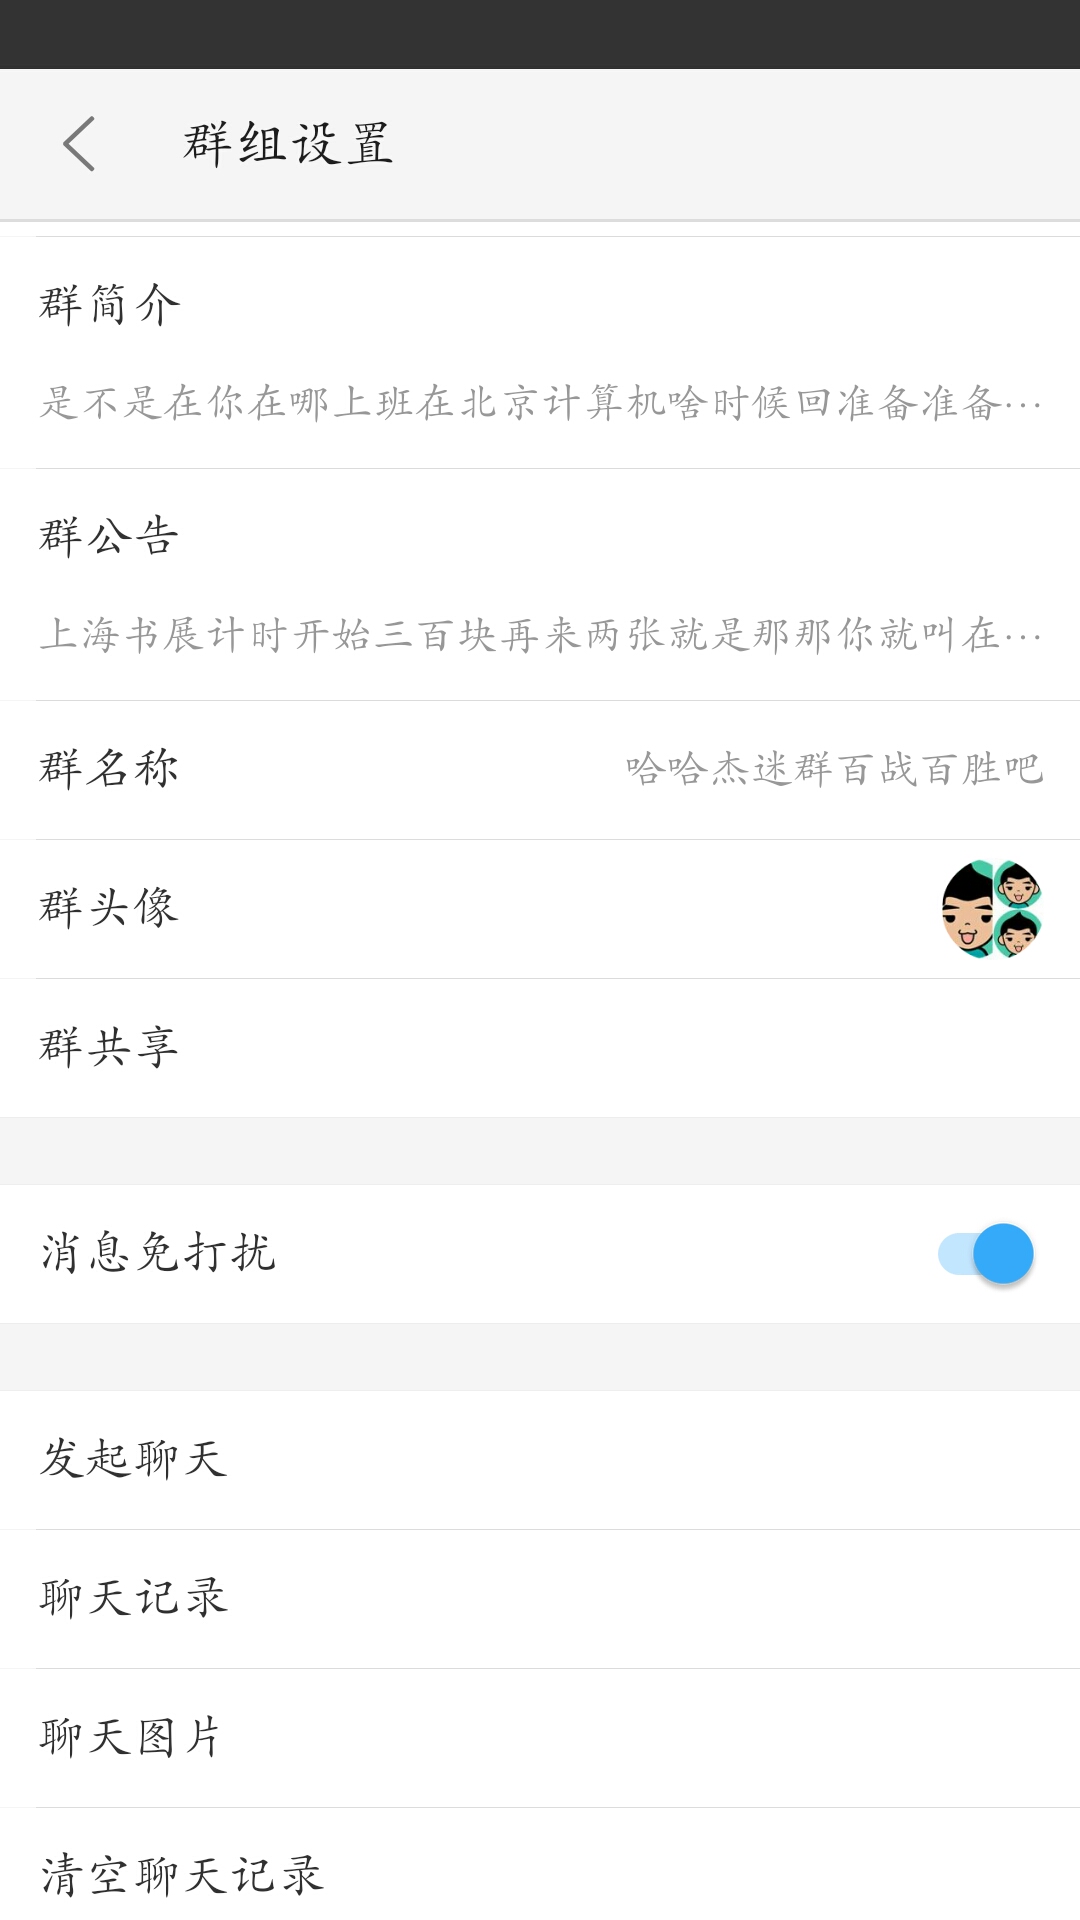 群组设置
群简介
是不是在你在哪上班在北京计算机啥时候回准备准备…
群公告
上海书展计时开始三百块再来两张就是那那你就叫在…
群名称 哈哈杰迷群百战百胜吧
群头像
群共享
消息免打扰
发起聊天
聊天记录
聊天图片
清空聊天记录